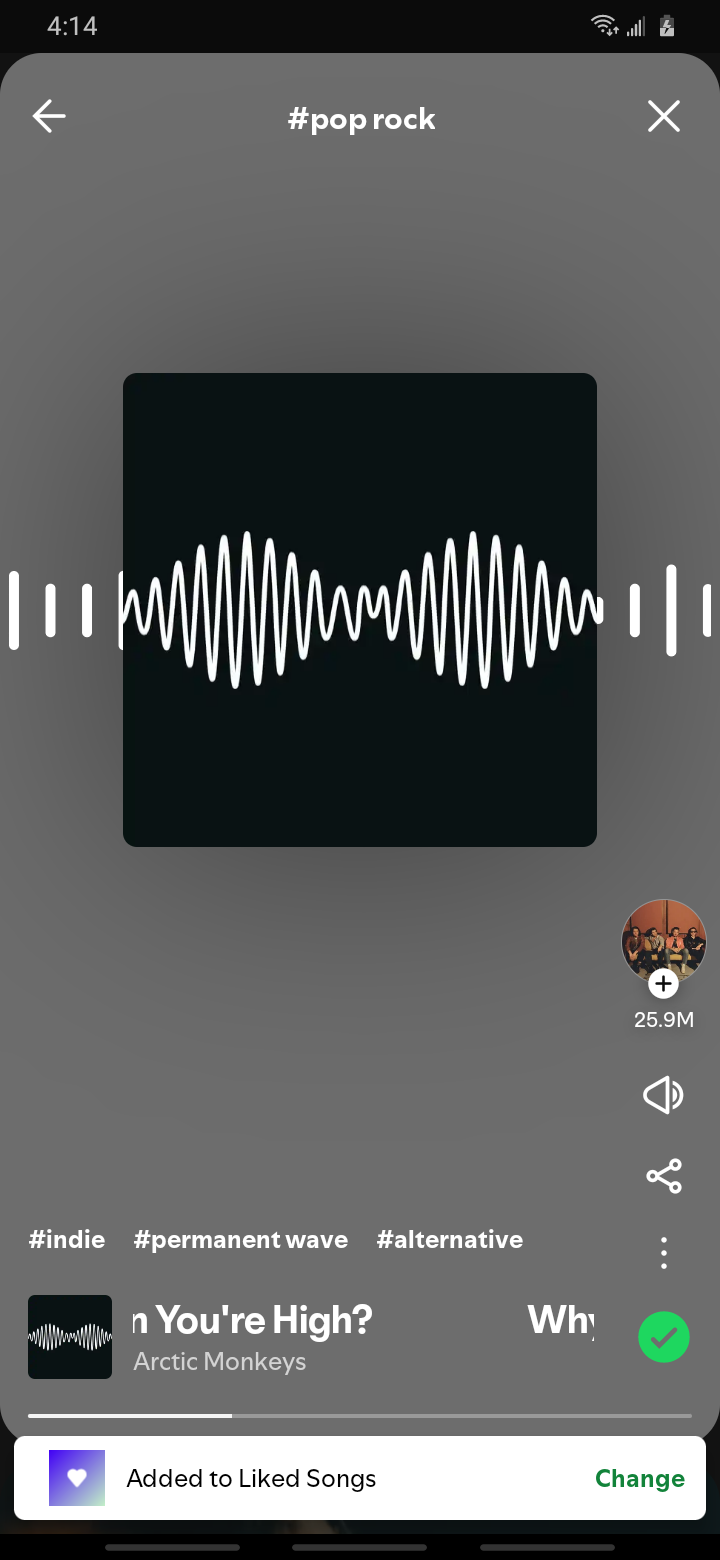 4:14
#pop rock
25.9M
#indie #permanent wave #alternative
You're High?
Arctic Monkeys
Added to Liked Songs Change